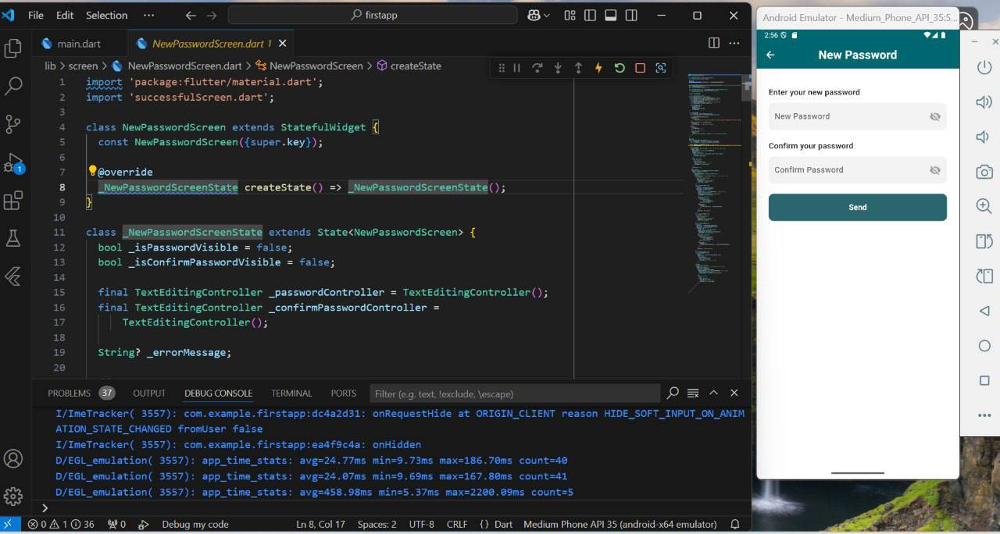 File Edit Selection ···
firstapp
main.dart
NewPasswordScreen.dart 1
lib > screen > NewPasswordScreen.dart > NewPasswordScreen > createState
1 import 'package:flutter/material.dart';
2 import 'successfulScreen.dart';
3
4 class NewPasswordScreen extends StatefulWidget {
5 const NewPasswordScreen({super.key});
6
7 @override
8 _NewPasswordScreenState createState() => _NewPasswordScreenState();
9 }
10
11 class _NewPasswordScreenState extends State<NewPasswordScreen> {
12 bool _isPasswordVisible = false;
13 bool _isConfirmPasswordVisible = false;
14
15 final TextEditingController _passwordController = TextEditingController();
16 final TextEditingController _confirmPasswordController =
17 TextEditingController();
18
19 String? _errorMessage;
20
1
PROBLEMS 37 OUTPUT DEBUG CONSOLE TERMINAL PORTS Filter (e.g. text, !exclude, \escape)
I/ImeTracker( 3557): com.example.firstapp:dc4a2d31: onRequestHide at ORIGIN_CLIENT reason HIDE_SOFT_INPUT_ON_ANIM
ATION_STATE_CHANGED fromUser false
I/ImeTracker( 3557): com.example.firstapp:ea4f9c4a: onHidden
D/EGL_emulation( 3557): app_time_stats: avg=24.77ms min=9.73ms max=186.70ms count=40
D/EGL_emulation( 3557): app_time_stats: avg=24.07ms min=9.69ms max=167.80ms count=41
D/EGL_emulation( 3557): app_time_stats: avg=458.98ms min=5.37ms max=2200.09ms count=5
>
0 1 36 0 Debug my code Ln 8, Col 17 Spaces: 2 UTF-8 CRLF {} Dart Medium Phone API 35 (android-x64 emulator)
Android Emulator - Medium_Phone_API_35:5...
2:56
New Password
Enter your new password
New Password
Confirm your password
Confirm Password
Send